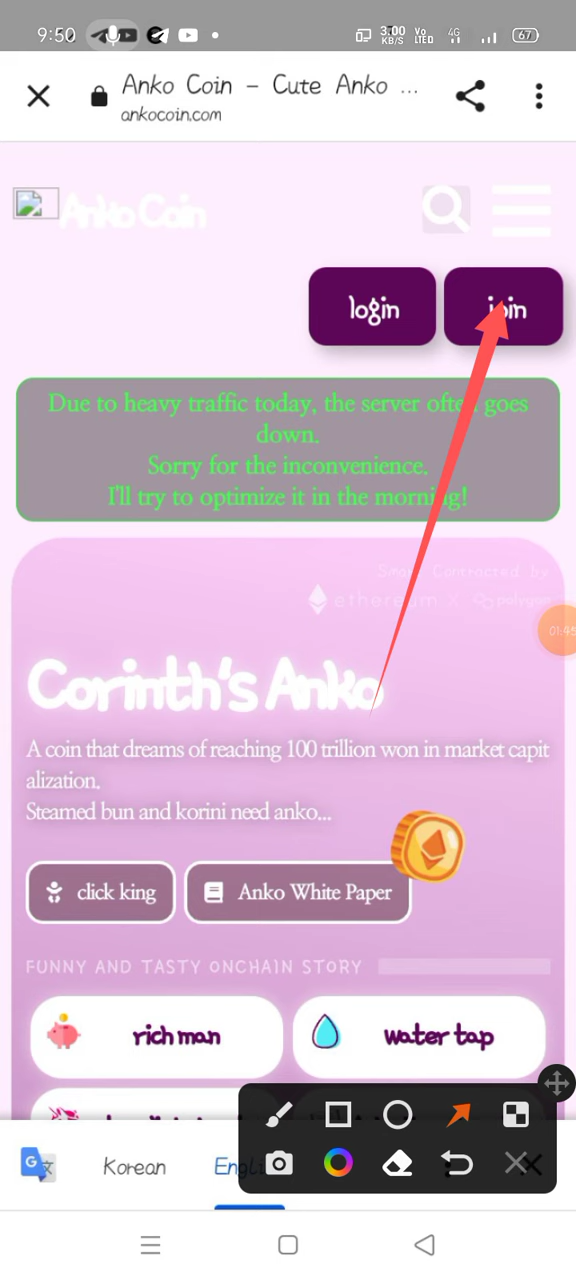 9:50
3.00 KB/S
Vo LTED
4G
67
Anko Coin – Cute Anko ...
ankocoin.com
Anko Coin
login
join
Due to heavy traffic today, the server often goes
down.
Sorry for the inconvenience.
I'll try to optimize it in the morning!
Smart Contracted by
ethereum × polygon
01:45
Corinth's Anko
A coin that dreams of reaching 100 trillion won in market capit
alization.
Steamed bun and korini need anko...
click king
Anko White Paper
FUNNY AND TASTY ONCHAIN STORY
rich man
water tap
Korean